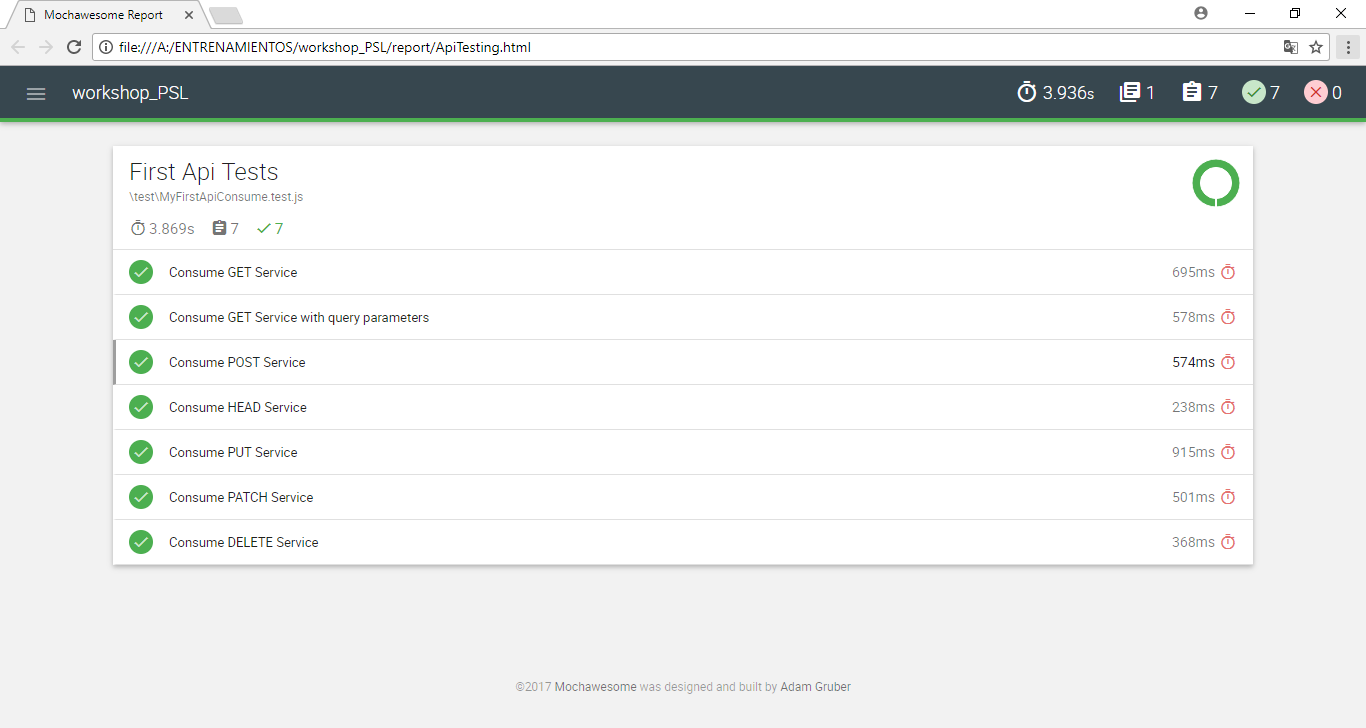 Mochawesome Report
file:///A:/ENTRENAMIENTOS/workshop_PSL/report/ApiTesting.html
workshop_PSL 3.936s 1 7 7 0
First Api Tests
\test\MyFirstApiConsume.test.js
3.869s 7 7
Consume GET Service 695ms
Consume GET Service with query parameters 578ms
Consume POST Service 574ms
Consume HEAD Service 238ms
Consume PUT Service 915ms
Consume PATCH Service 501ms
Consume DELETE Service 368ms
©2017 Mochawesome was designed and built by Adam Gruber